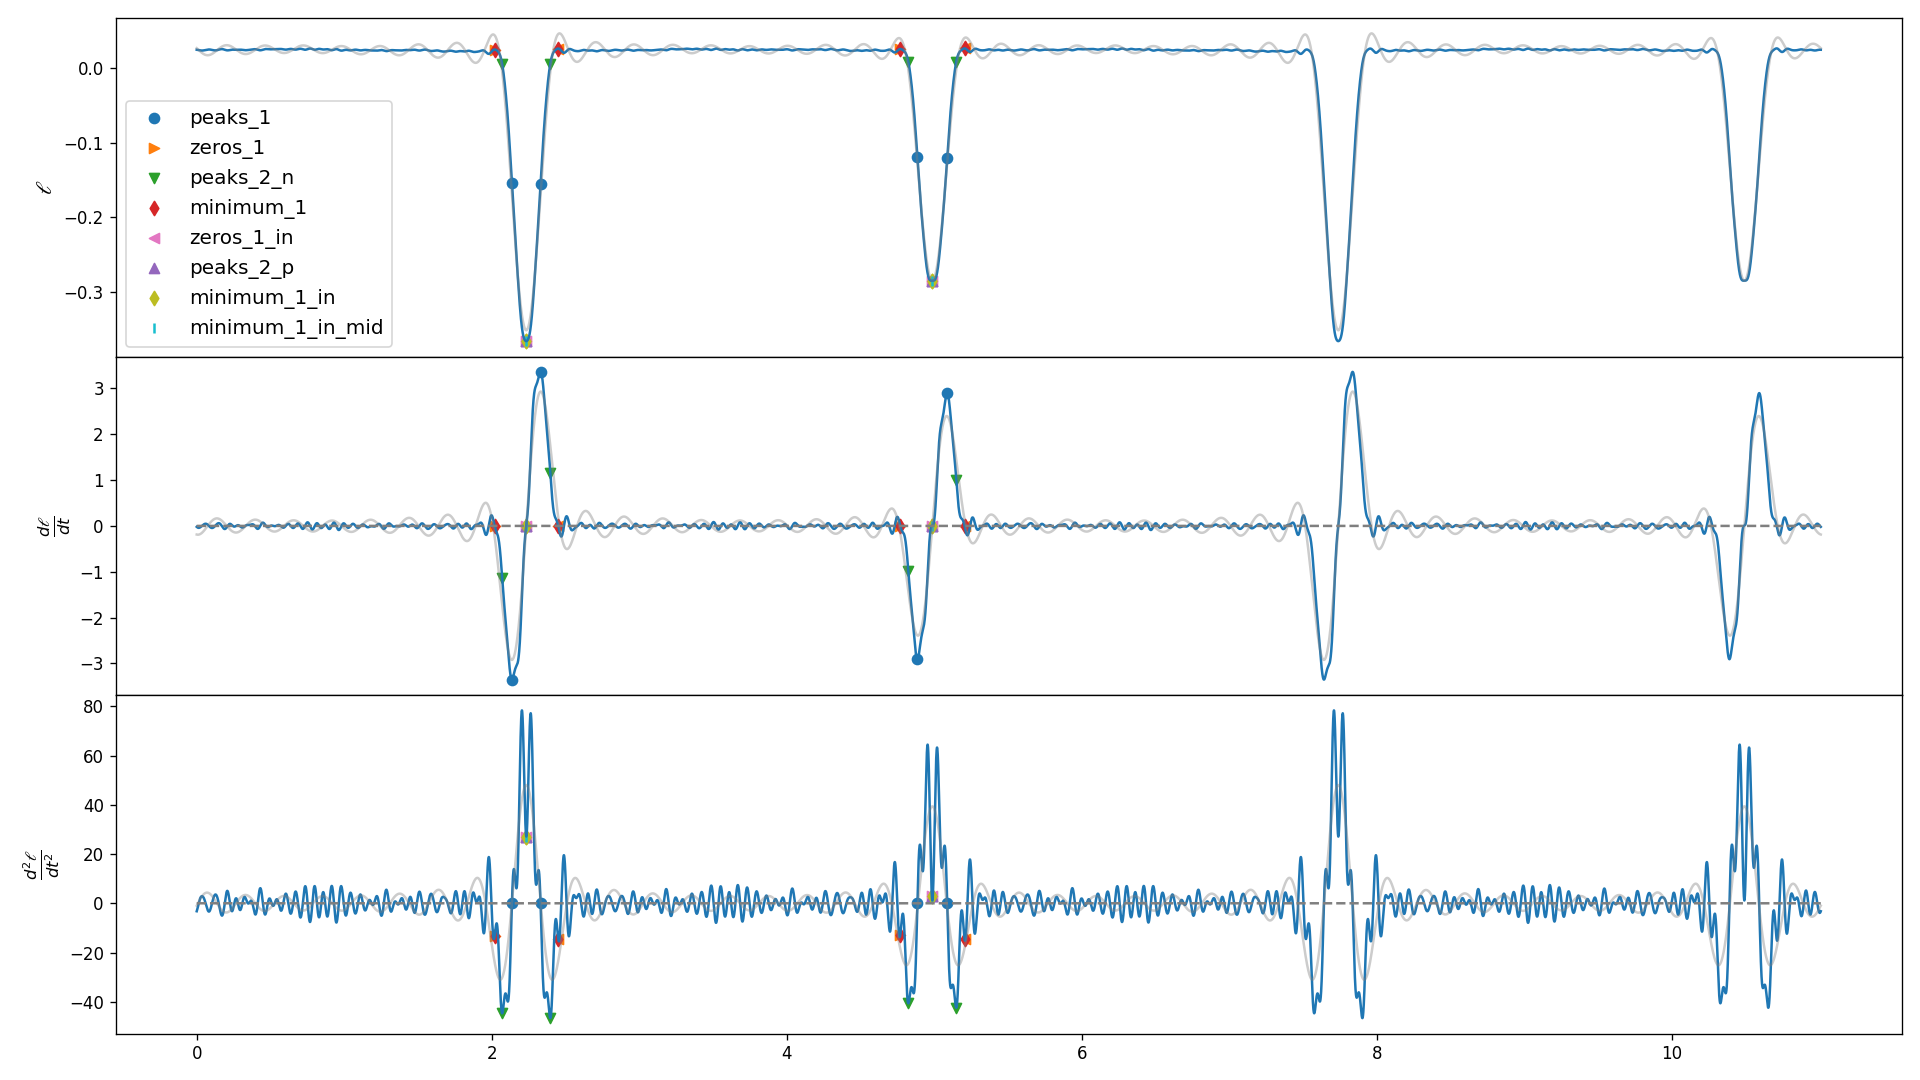 0.0
−0.1
−0.2
−0.3
ℓ
peaks_1
zeros_1
peaks_2_n
minimum_1
zeros_1_in
peaks_2_p
minimum_1_in
minimum_1_in_mid
3
2
1
0
−1
−2
−3
dℓ/dt
80
60
40
20
0
−20
−40
d²ℓ/dt²
0 2 4 6 8 10